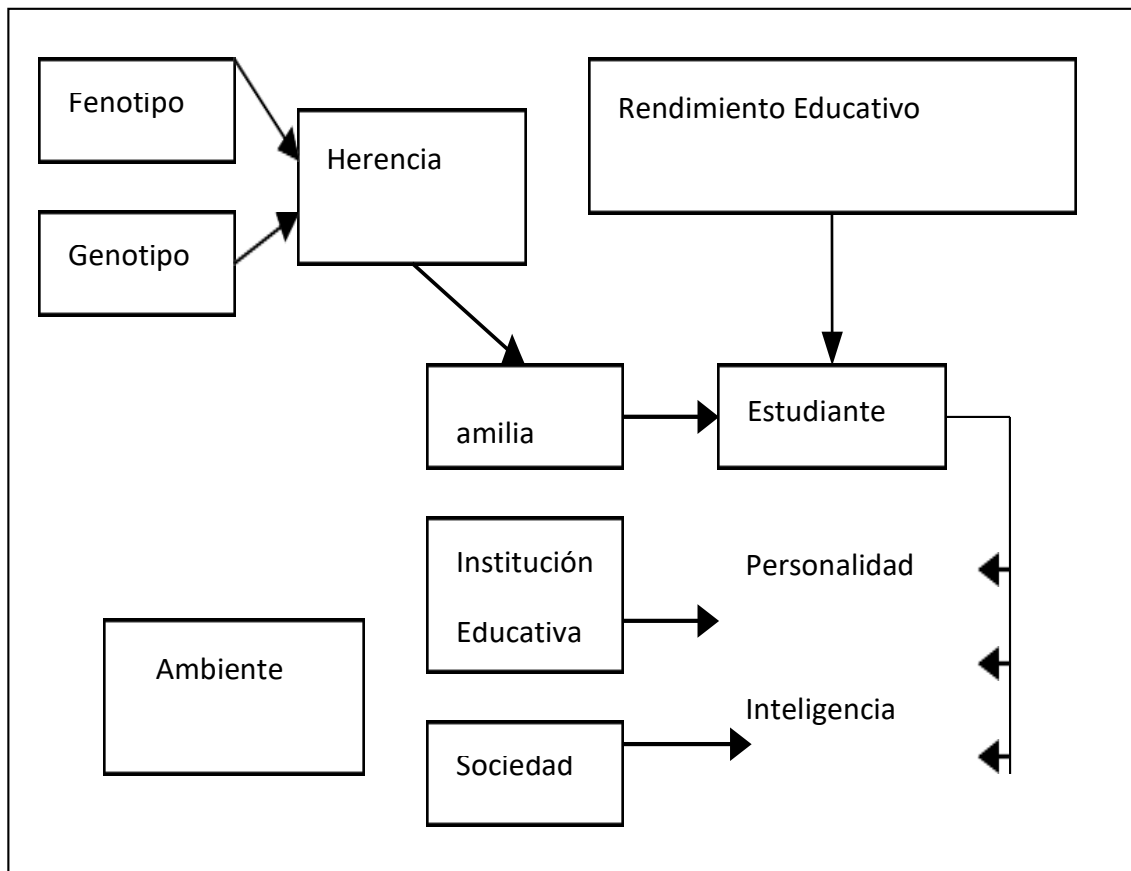 Fenotipo
Rendimiento Educativo
Herencia
Genotipo
Estudiante
amilia
Institución
Educativa
Personalidad
Ambiente
Inteligencia
Sociedad